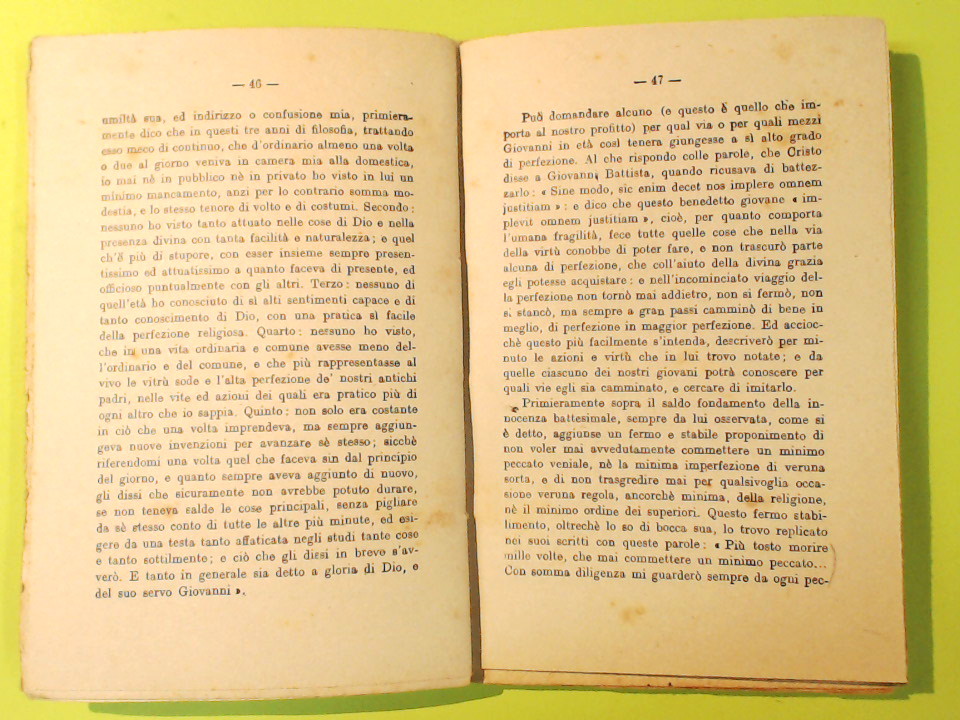 — 46 —
umiltà sua, ed indirizzo o confusione mia, primiera-
mente dico che in questi tre anni di filosofia, trattando
esso meco di continuo, che d'ordinario almeno una volta
o due al giorno veniva in camera mia alla domestica,
io mai nè in pubblico nè in privato ho visto in lui un
minimo mancamento, anzi per lo contrario somma mo-
destia, e lo stesso tenore di volto e di costumi. Secondo:
nessuno ho visto tanto attuato nelle cose di Dio e nella
presenza divina con tanta facilità e naturalezza; e quel
ch'è più di stupore, con esser insieme sempre presen-
tissimo ed attuatissimo a quanto faceva di presente, ed
officioso puntualmente con gli altri. Terzo: nessuno di
quell'età ho conosciuto di sì alti sentimenti capace e di
tanto conoscimento di Dio, con una pratica sì facile
della perfezione religiosa. Quarto: nessuno ho visto,
che in una vita ordinaria e comune avesse meno del-
l'ordinario e del comune, e che più rappresentasse al
vivo le vitrù sode e l'alta perfezione de' nostri antichi
padri, nelle vite ed azioni dei quali era pratico più di
ogni altro che io sappia. Quinto: non solo era costante
in ciò che una volta imprendeva, ma sempre aggiun-
geva nuove invenzioni per avanzare sè stesso; sicchè
riferendomi una volta quel che faceva sin dal principio
del giorno, e quanto sempre aveva aggiunto di nuovo,
gli dissi che sicuramente non avrebbe potuto durare,
se non teneva salde le cose principali, senza pigliare
da sè stesso conto di tutte le altre più minute, ed esi-
gere da una testa tanto affaticata negli studi tante cose
e tanto sottilmente; e ciò che gli dissi in breve s'av-
verò. E tanto in generale sia detto a gloria di Dio, e
del suo servo Giovanni ».
— 47 —
Può domandare alcuno (e questo è quello che im-
porta al nostro profitto) per qual via o per quali mezzi
Giovanni in età così tenera giungesse a sì alto grado
di perfezione. Al che rispondo colle parole, che Cristo
disse a Giovanni Battista, quando ricusava di battez-
zarlo: « Sine modo, sic enim decet nos implere omnem
justitiam »: e dico che questo benedetto giovane « im-
plevit omnem justitiam », cioè, per quanto comporta
l'umana fragilità, fece tutte quelle cose che nella via
della virtù conobbe di poter fare, e non trascurò parte
alcuna di perfezione, che coll'aiuto della divina grazia
egli potesse acquistare: e nell'incominciato viaggio del-
la perfezione non tornò mai addietro, non si fermò, non
si stancò, ma sempre a gran passi camminò di bene in
meglio, di perfezione in maggior perfezione. Ed accioc-
chè questo più facilmente s'intenda, descriverò per mi-
nuto le azioni e virtù che in lui trovo notate; e da
quelle ciascuno dei nostri giovani potrà conoscere per
quali vie egli sia camminato, e cercare di imitarlo.
Primieramente sopra il saldo fondamento della in-
nocenza battesimale, sempre da lui osservata, come si
è detto, aggiunse un fermo e stabile proponimento di
non voler mai avvedutamente commettere un minimo
peccato veniale, nè la minima imperfezione di veruna
sorta, e di non trasgredire mai per qualsivoglia occa-
sione veruna regola, ancorchè minima, della religione,
nè il minimo ordine dei superiori. Questo fermo stabi-
limento, oltrechè lo so di bocca sua, lo trovo replicato
nei suoi scritti con queste parole: « Più tosto morire
mille volte, che mai commettere un minimo peccato...
Con somma diligenza mi guarderò sempre da ogni pec-